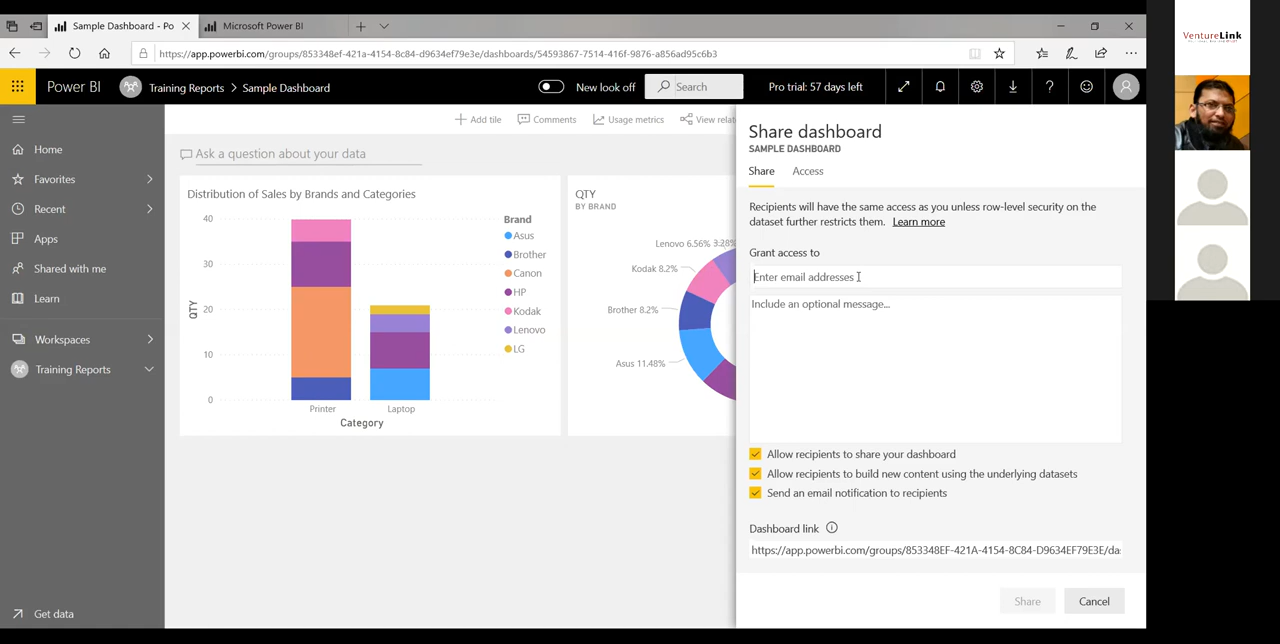 Sample Dashboard - Po
Microsoft Power BI
https://app.powerbi.com/groups/853348ef-421a-4154-8c84-d9634ef79e3e/dashboards/54593867-7514-416f-9876-a856ad95c6b3
Power BI
Training Reports > Sample Dashboard
New look off
Search
Pro trial: 57 days left
Home
Favorites
Recent
Apps
Shared with me
Learn
Workspaces
Training Reports
Get data
Add tile
Comments
Usage metrics
View relat
Ask a question about your data
Distribution of Sales by Brands and Categories
40
30
20
10
0
QTY
Printer
Laptop
Category
Brand
Asus
Brother
Canon
HP
Kodak
Lenovo
LG
QTY
BY BRAND
Lenovo 6.56%
3.28%
Kodak 8.2%
Brother 8.2%
Asus 11.48%
Share dashboard
SAMPLE DASHBOARD
Share
Access
Recipients will have the same access as you unless row-level security on the
dataset further restricts them. Learn more
Grant access to
Enter email addresses
Include an optional message...
Allow recipients to share your dashboard
Allow recipients to build new content using the underlying datasets
Send an email notification to recipients
Dashboard link
https://app.powerbi.com/groups/853348EF-421A-4154-8C84-D9634EF79E3E/da
Share
Cancel
VentureLink